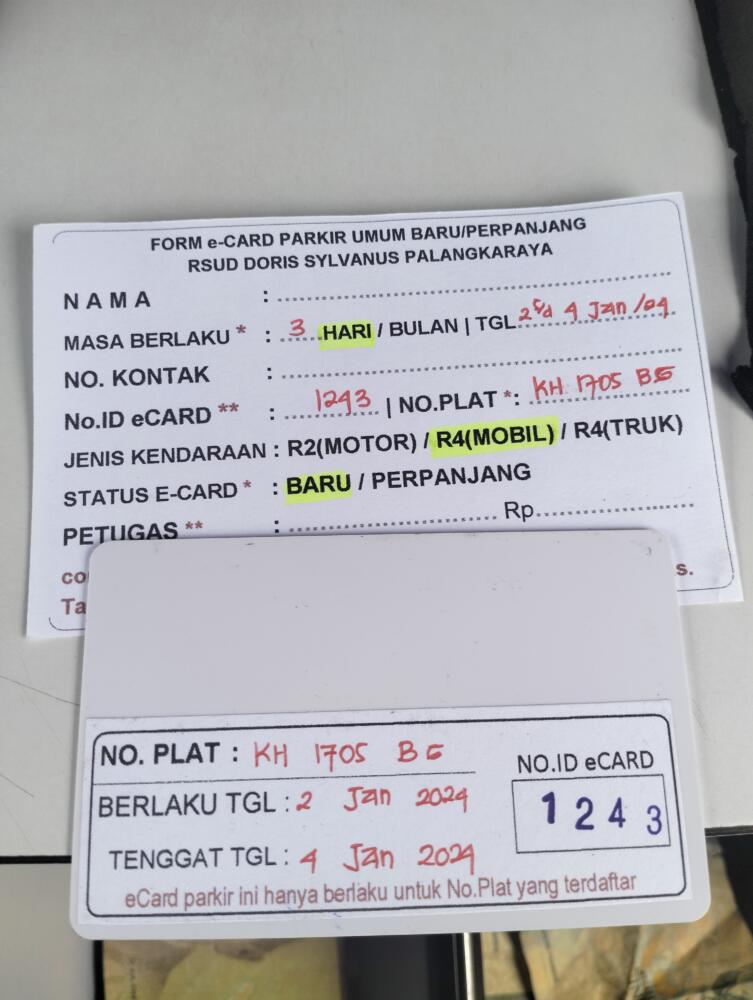 FORM e-CARD PARKIR UMUM BARU/PERPANJANG
RSUD DORIS SYLVANUS PALANGKARAYA
NAMA :
MASA BERLAKU * : 3 HARI / BULAN | TGL 2 s/d 4 Jan /24
NO. KONTAK :
No.ID eCARD ** : 1243 | NO.PLAT *: KH 1705 BG
JENIS KENDARAAN : R2(MOTOR) / R4(MOBIL) / R4(TRUK)
STATUS E-CARD * : BARU / PERPANJANG
PETUGAS ** : Rp
NO. PLAT : KH 1705 BG
BERLAKU TGL : 2 Jan 2024
TENGGAT TGL : 4 Jan 2024
NO.ID eCARD
1243
eCard parkir ini hanya berlaku untuk No.Plat yang terdaftar